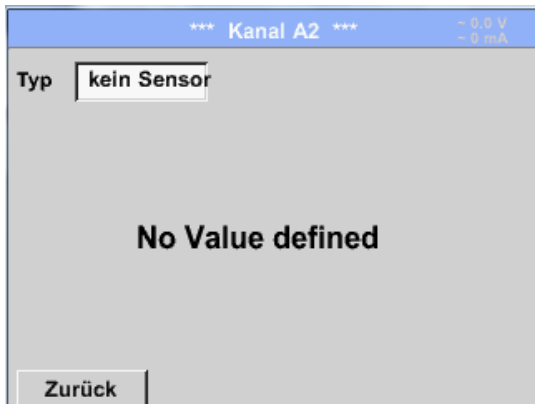 *** Kanal A2 ***
~ 0.0 V
~ 0 mA
Typ kein Sensor
No Value defined
Zurück